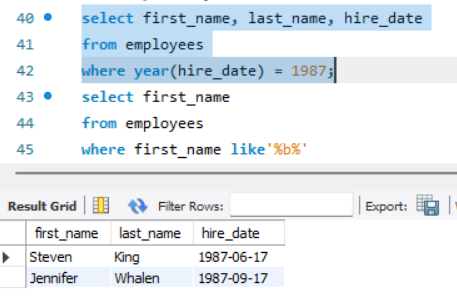 40 select first_name, last_name, hire_date
41 from employees
42 where year(hire_date) = 1987;
43 select first_name
44 from employees
45 where first_name like'%b%'
Result Grid Filter Rows: Export:
first_name last_name hire_date
Steven King 1987-06-17
Jennifer Whalen 1987-09-17